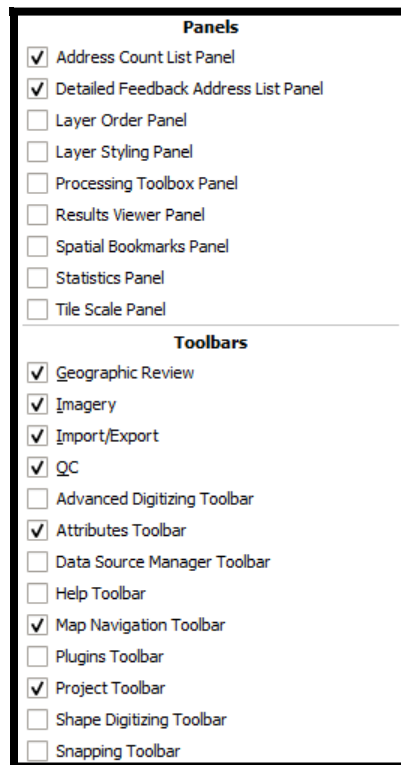 Panels
Address Count List Panel
Detailed Feedback Address List Panel
Layer Order Panel
Layer Styling Panel
Processing Toolbox Panel
Results Viewer Panel
Spatial Bookmarks Panel
Statistics Panel
Tile Scale Panel
Toolbars
Geographic Review
Imagery
Import/Export
QC
Advanced Digitizing Toolbar
Attributes Toolbar
Data Source Manager Toolbar
Help Toolbar
Map Navigation Toolbar
Plugins Toolbar
Project Toolbar
Shape Digitizing Toolbar
Snapping Toolbar